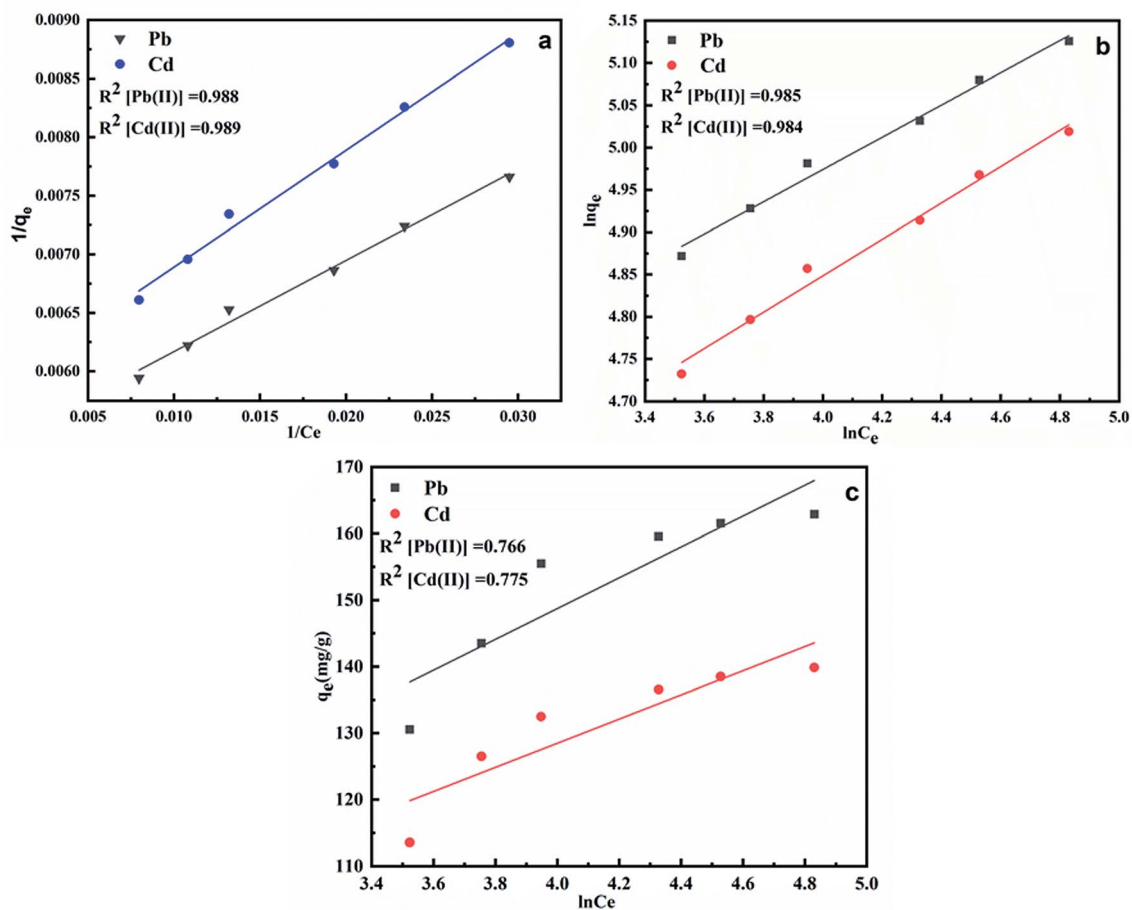 a
Pb
Cd
R² [Pb(II)] =0.988
R² [Cd(II)] =0.989
0.0090
0.0085
0.0080
0.0075
0.0070
0.0065
0.0060
1/qe
0.005 0.010 0.015 0.020 0.025 0.030
1/Ce
b
Pb
Cd
R² [Pb(II)] =0.985
R² [Cd(II)] =0.984
5.15
5.10
5.05
5.00
4.95
4.90
4.85
4.80
4.75
4.70
lnqe
3.4 3.6 3.8 4.0 4.2 4.4 4.6 4.8 5.0
lnCe
c
Pb
Cd
R² [Pb(II)] =0.766
R² [Cd(II)] =0.775
170
160
150
140
130
120
110
qe(mg/g)
3.4 3.6 3.8 4.0 4.2 4.4 4.6 4.8 5.0
lnCe